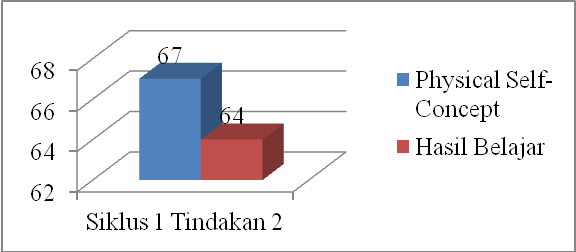 68
66
64
62
67
64
Siklus 1 Tindakan 2
Physical Self-
Concept
Hasil Belajar